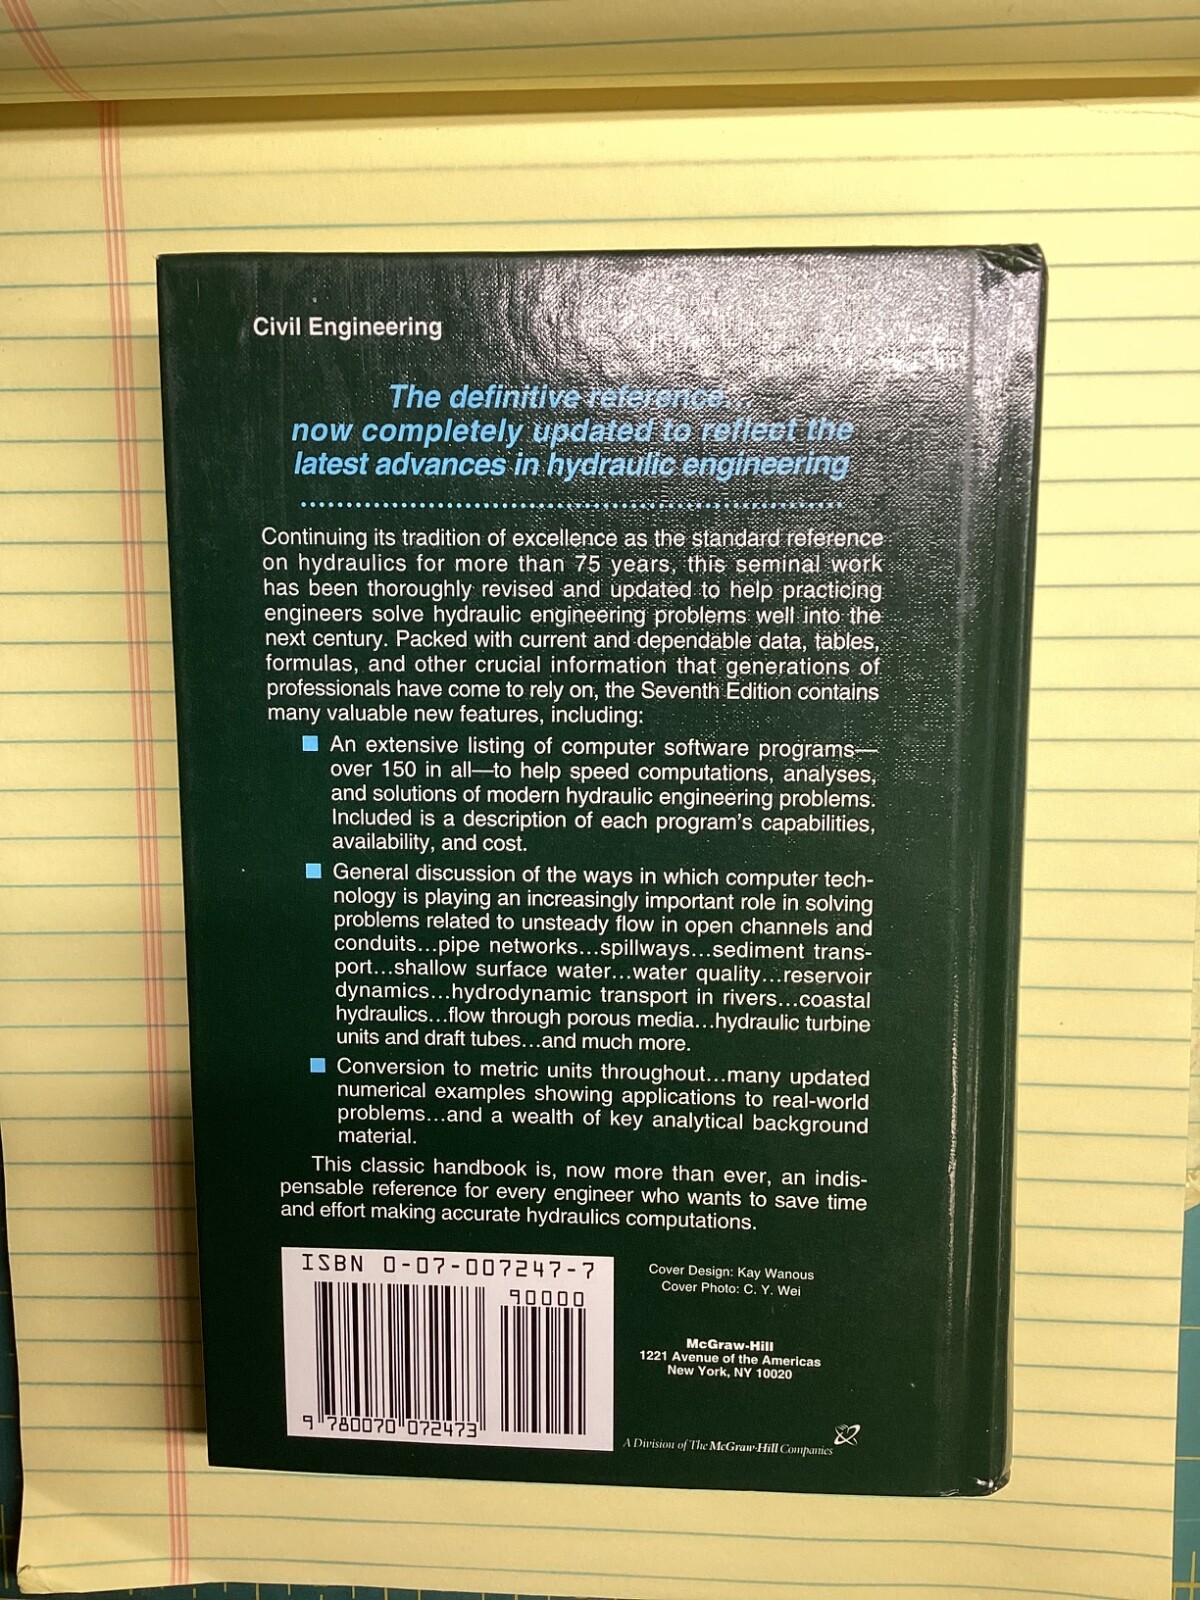 Civil Engineering
The definitive reference...
now completely updated to reflect the
latest advances in hydraulic engineering
Continuing its tradition of excellence as the standard reference
on hydraulics for more than 75 years, this seminal work
has been thoroughly revised and updated to help practicing
engineers solve hydraulic engineering problems well into the
next century. Packed with current and dependable data, tables,
formulas, and other crucial information that generations of
professionals have come to rely on, the Seventh Edition contains
many valuable new features, including:
■ An extensive listing of computer software programs—
over 150 in all—to help speed computations, analyses,
and solutions of modern hydraulic engineering problems.
Included is a description of each program's capabilities,
availability, and cost.
■ General discussion of the ways in which computer tech-
nology is playing an increasingly important role in solving
problems related to unsteady flow in open channels and
conduits...pipe networks...spillways...sediment trans-
port...shallow surface water...water quality...reservoir
dynamics...hydrodynamic transport in rivers...coastal
hydraulics...flow through porous media...hydraulic turbine
units and draft tubes...and much more.
■ Conversion to metric units throughout...many updated
numerical examples showing applications to real-world
problems...and a wealth of key analytical background
material.
This classic handbook is, now more than ever, an indis-
pensable reference for every engineer who wants to save time
and effort making accurate hydraulics computations.
ISBN 0-07-007247-7
90000
9 780070 072473
Cover Design: Kay Wanous
Cover Photo: C. Y. Wei
McGraw-Hill
1221 Avenue of the Americas
New York, NY 10020
A Division of The McGraw-Hill Companies